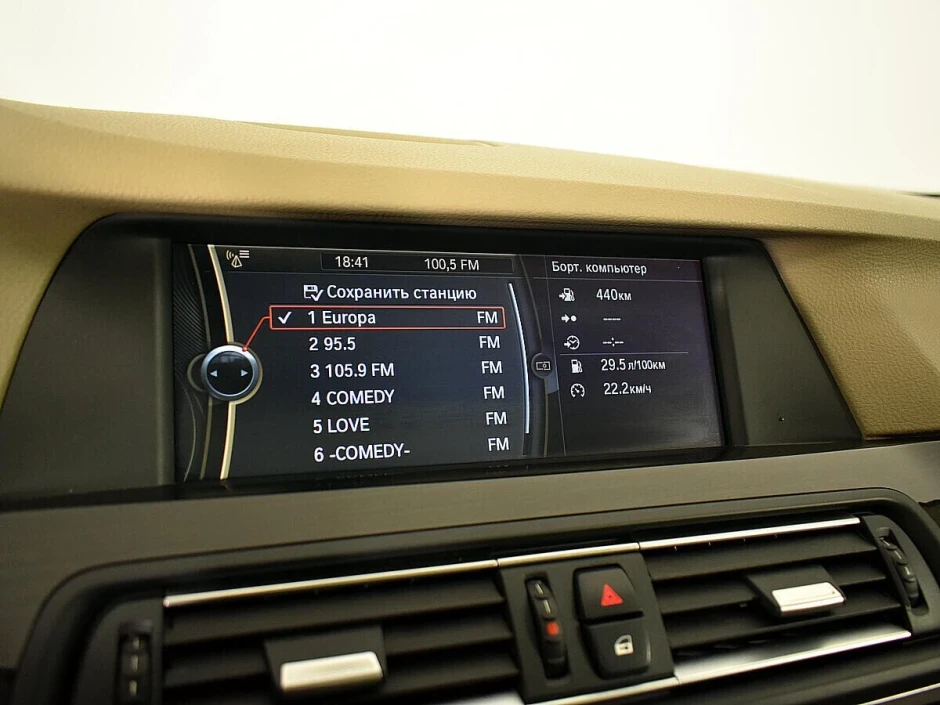 18:41 100,5 FM
Сохранить станцию
1 Europa FM
2 95.5 FM
3 105.9 FM FM
4 COMEDY FM
5 LOVE FM
6 -COMEDY- FM
Борт. компьютер
440км
----
--:--
29.5л/100км
22.2км/ч